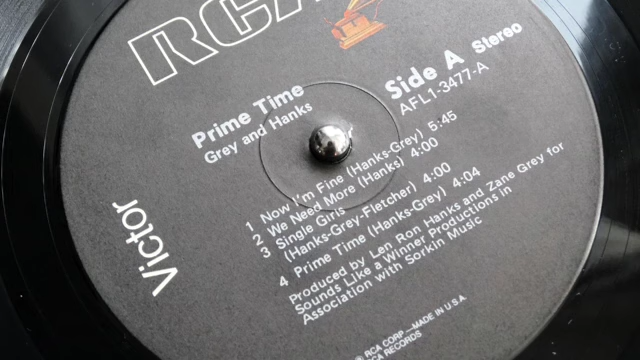 RCA
Victor
Prime Time
Grey and Hanks
Side A Stereo
AFL1-3477-A
1 Now I'm Fine (Hanks-Grey) 5:45
2 We Need More (Hanks) 4:00
3 Single Girls
(Hanks-Grey-Fletcher) 4:00
4 Prime Time (Hanks-Grey) 4:04
Produced by Len Ron Hanks and Zane Grey for
Sounds Like a Winner Productions in
Association with Sorkin Music
® RCA CORP.—MADE IN U.S.A.
RCA RECORDS